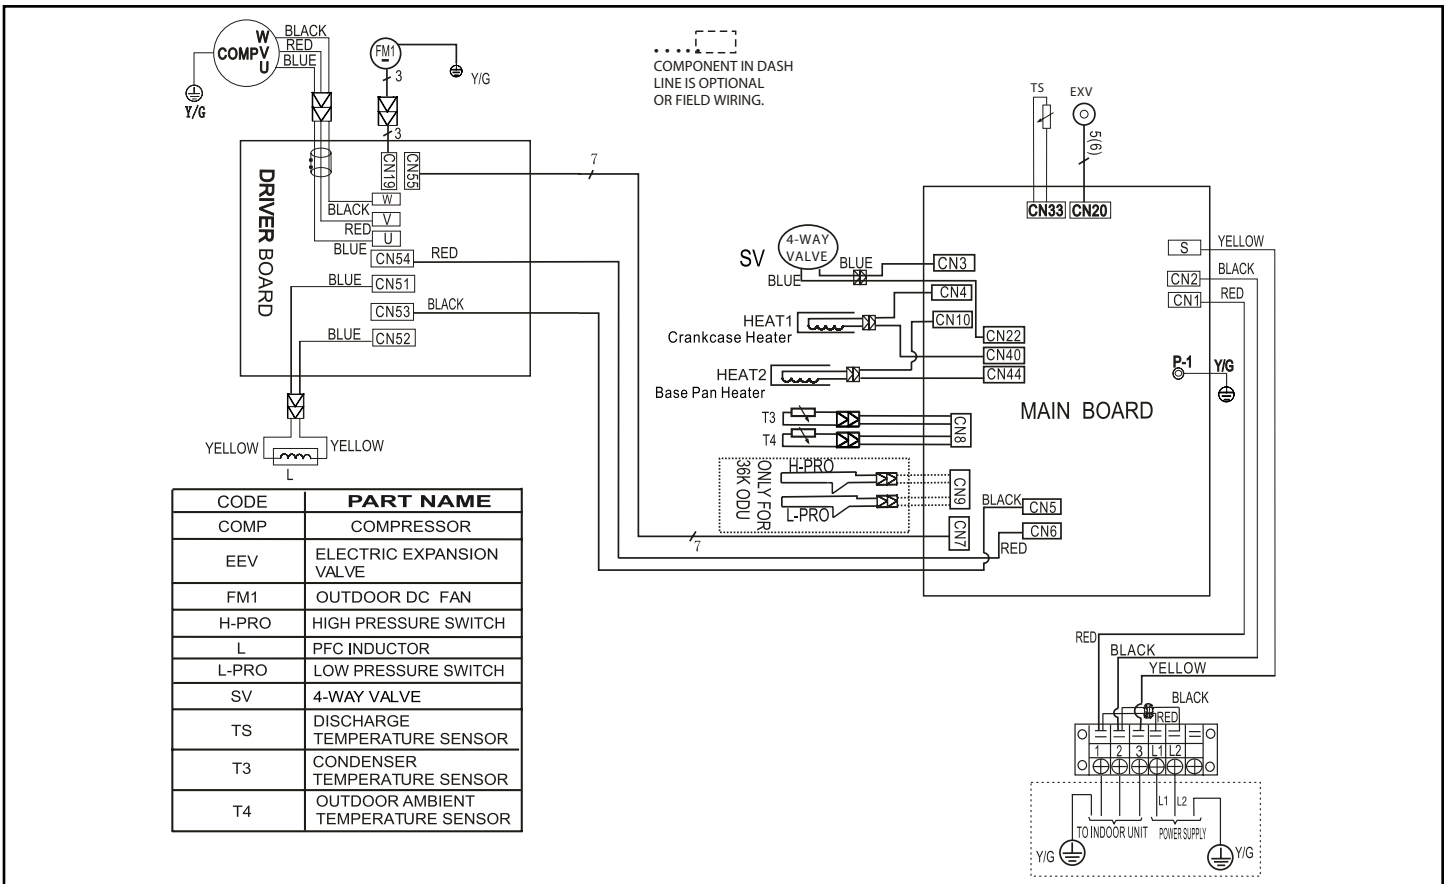 W
BLACK
RED
COMP V
BLUE
U
Y/G
FM1
3
Y/G
3
COMPONENT IN DASH
LINE IS OPTIONAL
OR FIELD WIRING.
TS
EXV
5(6)
DRIVER BOARD
CN19
CN55
7
W
BLACK
V
RED
U
BLUE
CN54
RED
BLUE
CN51
CN53
BLACK
BLUE
CN52
YELLOW
YELLOW
L
CN33
CN20
SV
4-WAY
VALVE
BLUE
BLUE
CN3
CN4
HEAT1
Crankcase Heater
CN10
CN22
CN40
CN44
HEAT2
Base Pan Heater
T3
T4
CN8
ONLY FOR
36K ODU
H-PRO
L-PRO
CN9
CN7
7
BLACK
CN5
CN6
RED
MAIN BOARD
S
YELLOW
CN2
BLACK
CN1
RED
P-1
Y/G
RED
BLACK
YELLOW
BLACK
RED
1
2
3
L1
L2
L1
L2
TO INDOOR UNIT
POWER SUPPLY
Y/G
Y/G
CODE
PART NAME
COMP
COMPRESSOR
EEV
ELECTRIC EXPANSION
VALVE
FM1
OUTDOOR DC FAN
H-PRO
HIGH PRESSURE SWITCH
L
PFC INDUCTOR
L-PRO
LOW PRESSURE SWITCH
SV
4-WAY VALVE
TS
DISCHARGE
TEMPERATURE SENSOR
T3
CONDENSER
TEMPERATURE SENSOR
T4
OUTDOOR AMBIENT
TEMPERATURE SENSOR